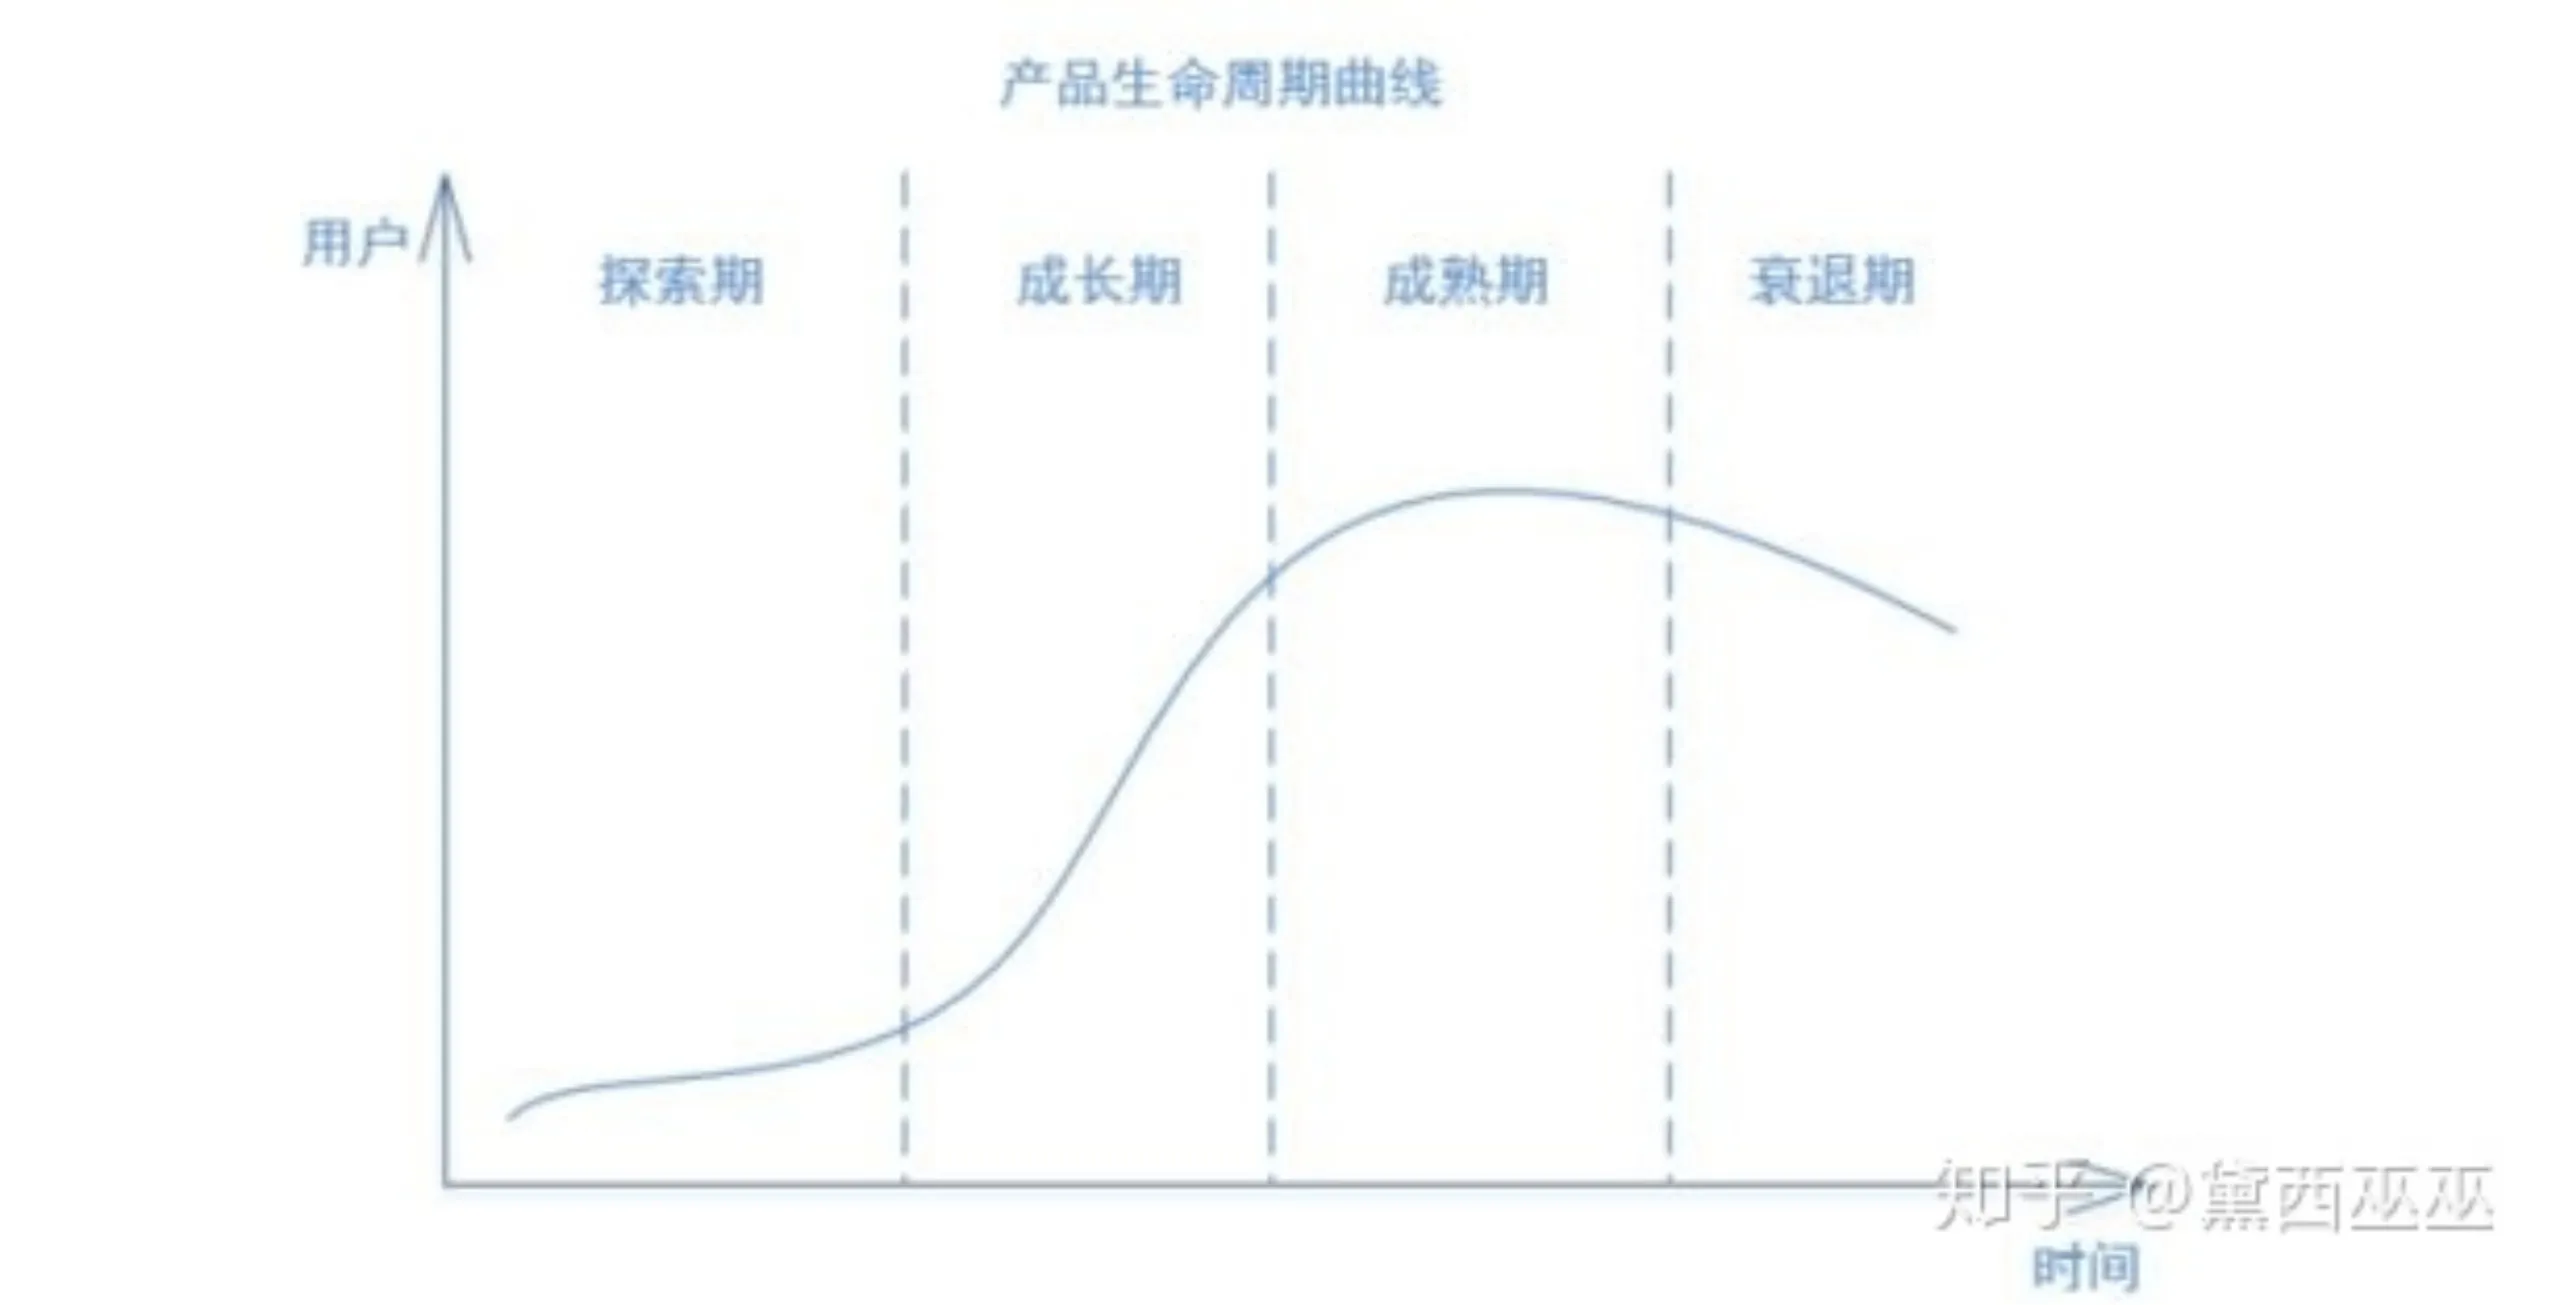 产品生命周期曲线
用户
探索期
成长期
成熟期
衰退期
知乎 @黛西巫巫
时间